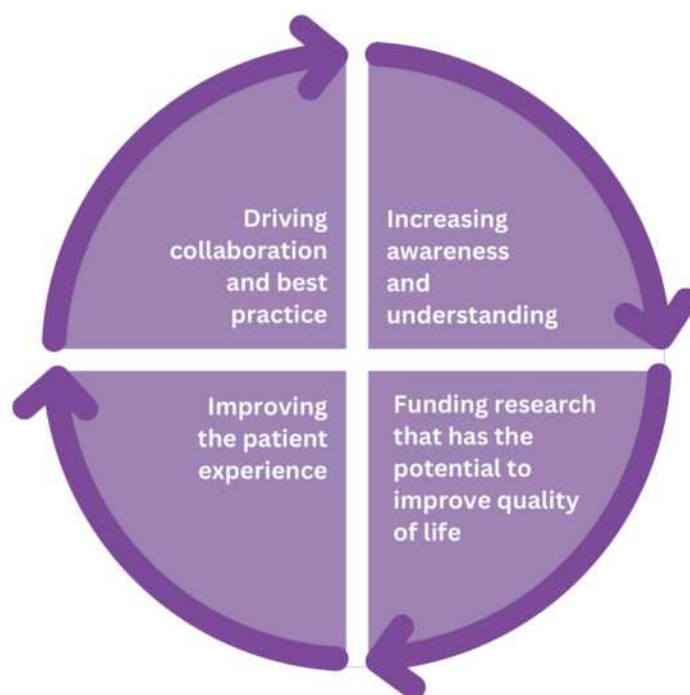 Driving
collaboration
and best
practice
Increasing
awareness
and
understanding
Improving
the patient
experience
Funding research
that has the
potential to
improve quality
of life